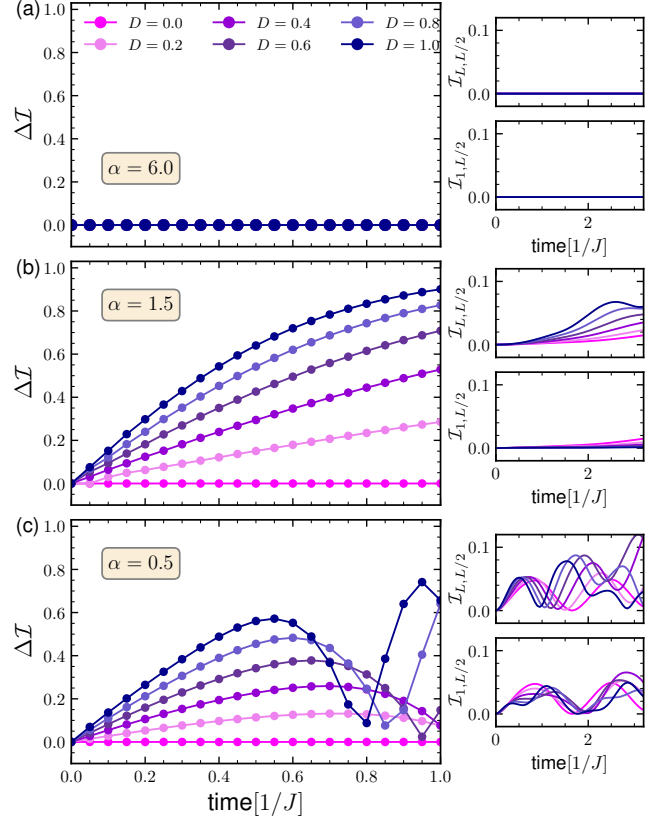 (a)
D = 0.0 D = 0.4 D = 0.8
D = 0.2 D = 0.6 D = 1.0
1.0
0.8
0.6
0.4
0.2
0.0
Δℐ
α = 6.0
0.1
0.0
ℐ_{L,L/2}
0.1
0.0
ℐ_{1,L/2}
0 2
time[1/J]
(b)
1.0
0.8
0.6
0.4
0.2
0.0
Δℐ
α = 1.5
0.1
0.0
ℐ_{L,L/2}
0.1
0.0
ℐ_{1,L/2}
0 2
time[1/J]
(c)
1.0
0.8
0.6
0.4
0.2
0.0
Δℐ
α = 0.5
0.0 0.2 0.4 0.6 0.8 1.0
time[1/J]
0.1
0.0
ℐ_{L,L/2}
0.1
0.0
ℐ_{1,L/2}
0 2
time[1/J]